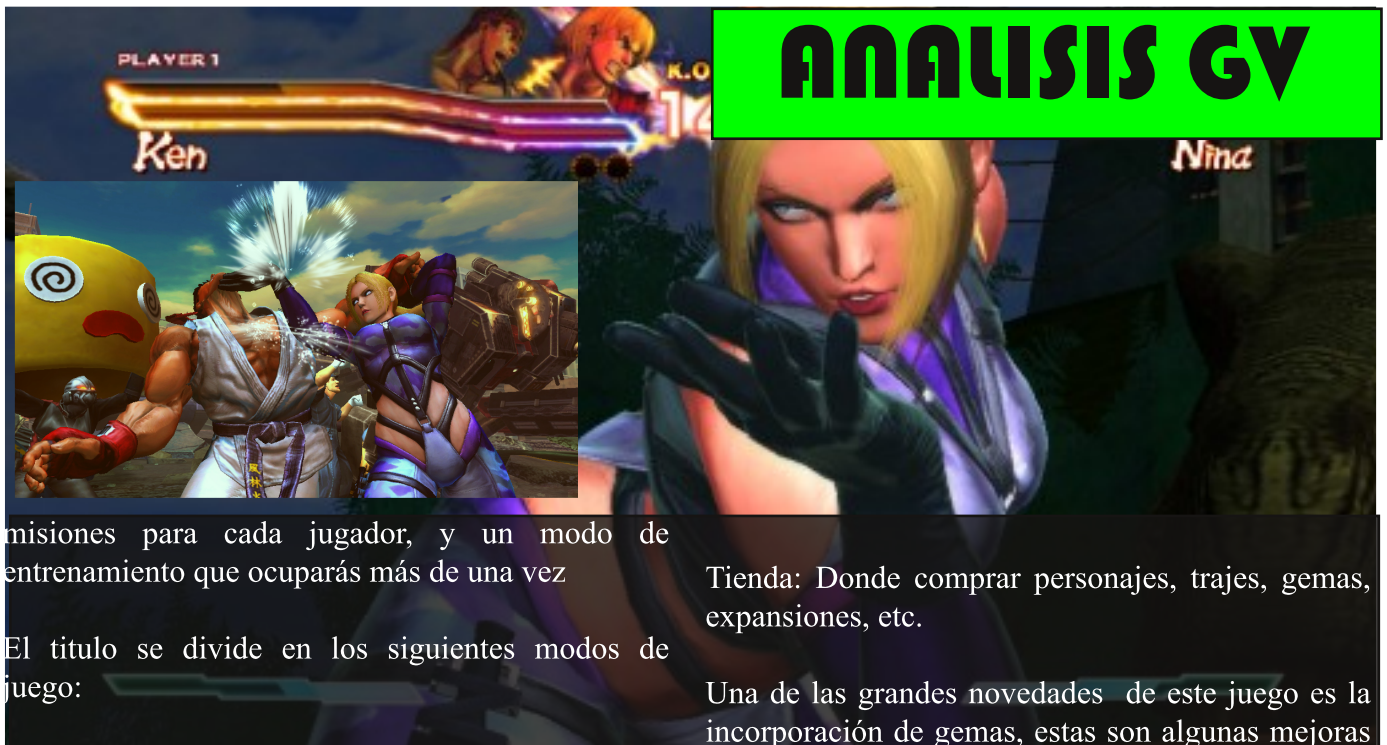 PLAYER 1
K.O
Ken
ANALISIS GV
Nina
misiones para cada jugador, y un modo de
entrenamiento que ocuparás más de una vez
El titulo se divide en los siguientes modos de
juego:
Tienda: Donde comprar personajes, trajes, gemas,
expansiones, etc.
Una de las grandes novedades de este juego es la
incorporación de gemas, estas son algunas mejoras